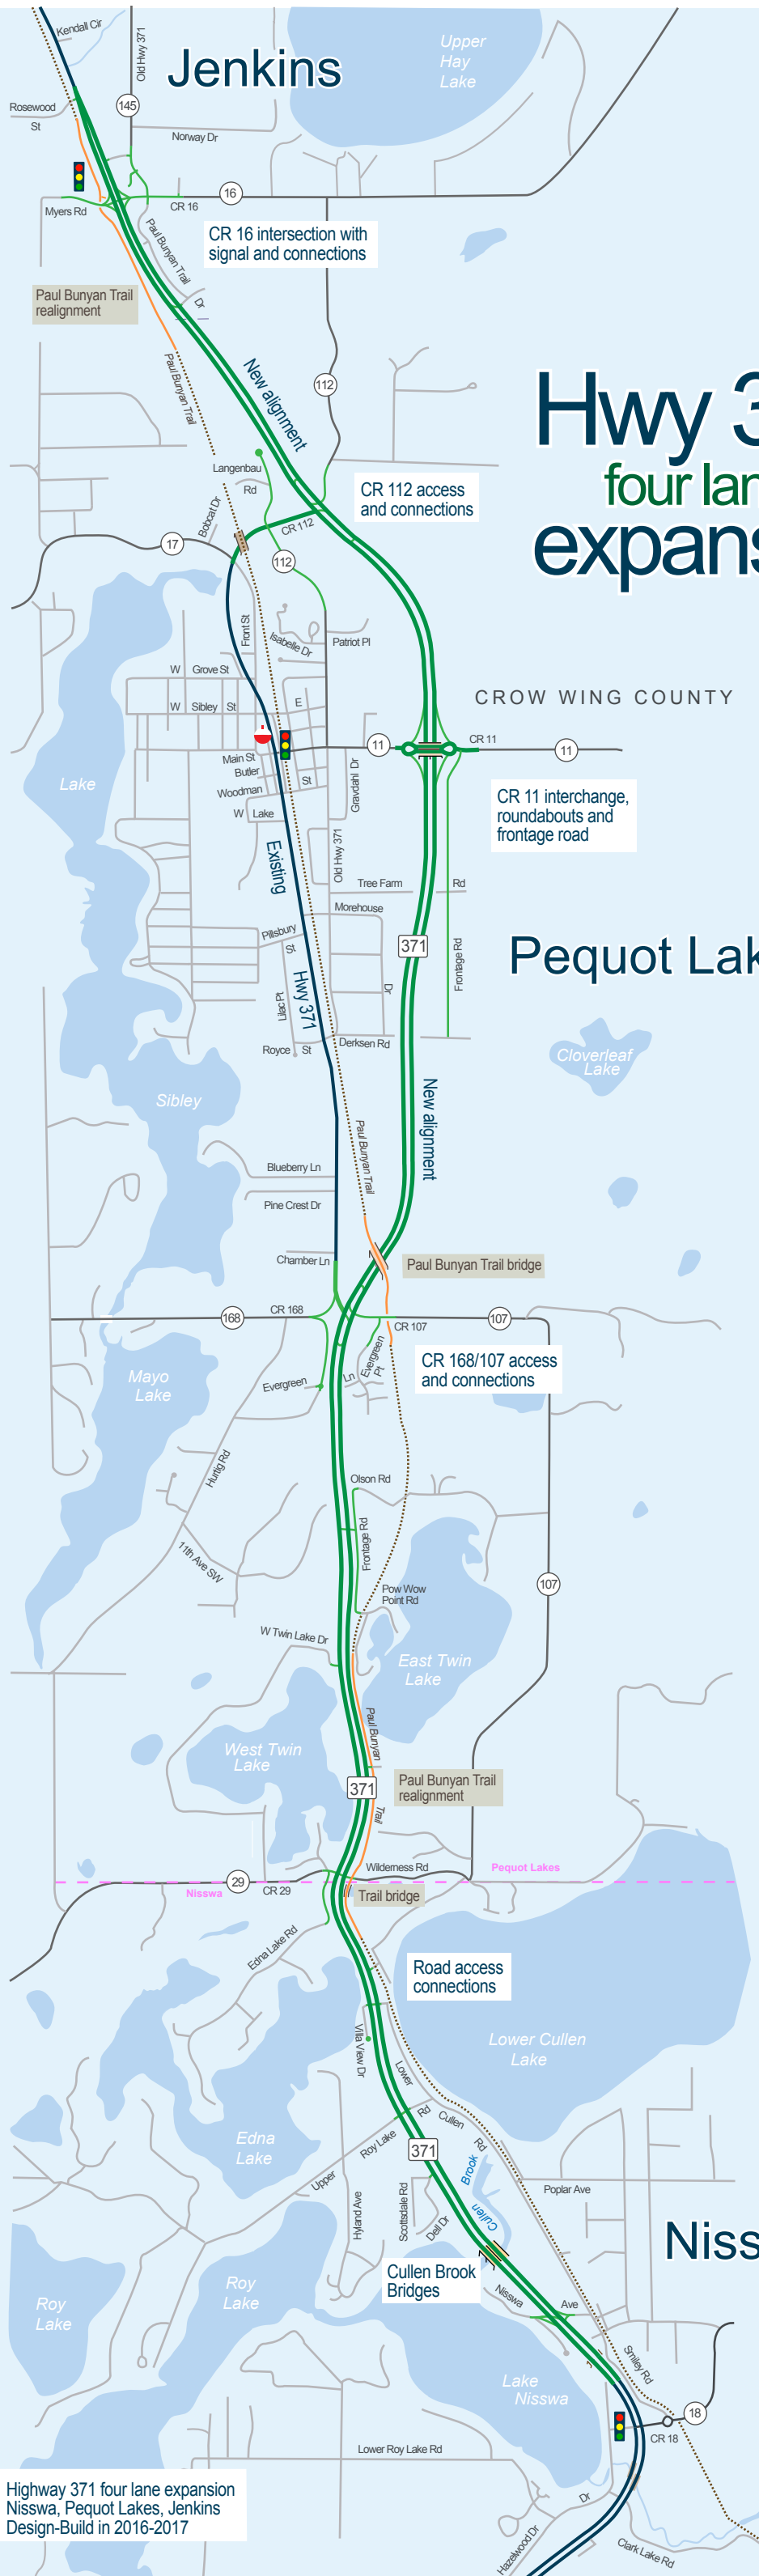 Kendall Cir
Old Hwy 371
Jenkins
Upper
Hay
Lake
Rosewood
St
145
Norway Dr
16
CR 16
Myers Rd
CR 16 intersection with
signal and connections
Paul Bunyan Trail
Dr
Paul Bunyan Trail
realignment
Paul Bunyan Trail
New alignment
112
Hwy 3
four lan
expans
Langenbau
Rd
CR 112 access
and connections
Bobcat Dr
CR 112
17
112
Front St
Isabelle Dr
Patriot Pl
W Grove St
CROW WING COUNTY
W Sibley St
E
11
CR 11
11
Main St
Butler
St
Woodman
Gravdahl Dr
Lake
W Lake
CR 11 interchange,
roundabouts and
frontage road
Existing
Hwy 371
Old Hwy 371
Tree Farm
Rd
Morehouse
Dr
Pillsbury
St
371
Frontage Rd
Pequot Lak
Lilac Pt
Royce St
Derksen Rd
Cloverleaf
Lake
Sibley
New alignment
Paul Bunyan Trail
Blueberry Ln
Pine Crest Dr
Chamber Ln
Paul Bunyan Trail bridge
168
CR 168
CR 107
107
Evergreen
Pt
CR 168/107 access
and connections
Mayo
Lake
Evergreen
Ln
Hurtig Rd
Olson Rd
11th Ave SW
Frontage Rd
107
Pow Wow
Point Rd
W Twin Lake Dr
East Twin
Lake
Paul Bunyan
Trail
West Twin
Lake
371
Paul Bunyan Trail
realignment
Wilderness Rd
Pequot Lakes
29
CR 29
Nisswa
Trail bridge
Edna Lake Rd
Road access
connections
Villa View Dr
Lower Cullen
Lake
Lower
Cullen
Rd
Edna
Lake
Upper
Roy Lake
Rd
371
Brook
Cullen
Hyland Ave
Scottsdale Rd
Dell Dr
Poplar Ave
Niss
Cullen Brook
Bridges
Roy
Lake
Roy
Lake
Nisswa
Ave
Smiley Rd
Lake
Nisswa
18
CR 18
Lower Roy Lake Rd
Highway 371 four lane expansion
Nisswa, Pequot Lakes, Jenkins
Design-Build in 2016-2017
Hazelwood Dr
Dr
Clark Lake Rd